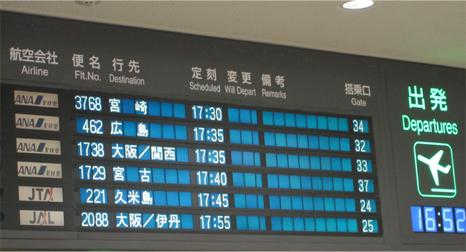 航空会社 便名 行先 定刻 変更 備考 搭乗口
Airline Flt.No. Destination Scheduled Will Depart Remarks Gate
ANA 3768 宮崎 17:30 34
ANA 462 広島 17:35 32
ANA 1738 大阪/関西 17:35 33
ANA 1729 宮古 17:40 37
JTA 221 久米島 17:45 24
JAL 2088 大阪/伊丹 17:55 25
出発
Departures
16:52